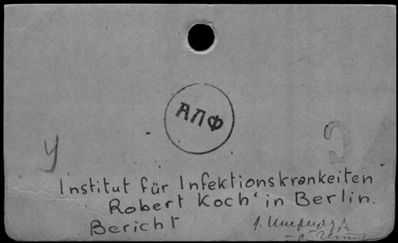 АПФ
У
Institut für Infektionskrankeiten
Robert Koch' in Berlin.
Bericht